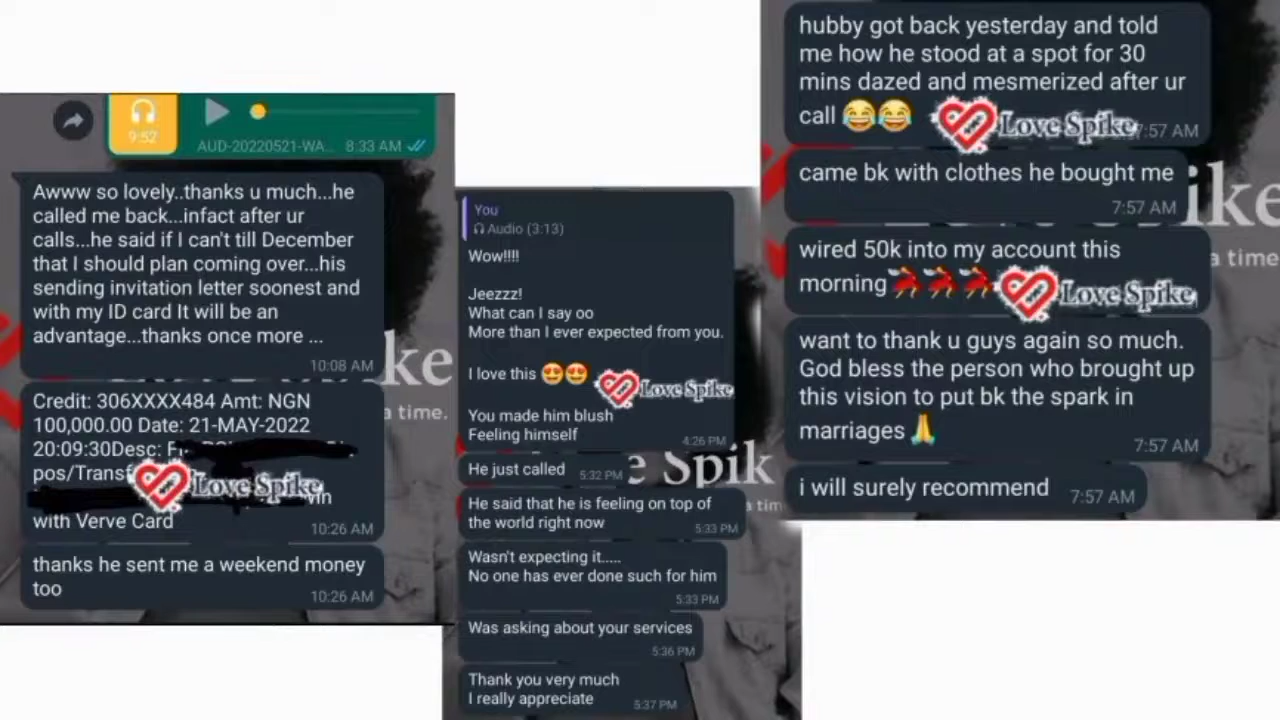 9:52
AUD-20220521-WA... 8:33 AM
Awww so lovely..thanks u much...he
called me back...infact after ur
calls...he said if I can't till December
that I should plan coming over...his
sending invitation letter soonest and
with my ID card It will be an
advantage...thanks once more ...
10:08 AM
Credit: 306XXXX484 Amt: NGN
100,000.00 Date: 21-MAY-2022
20:09:30Desc:
pos/Transf
Love Spike
with Verve Card
10:26 AM
thanks he sent me a weekend money
too
10:26 AM
ke
a time.
You
Audio (3:13)
Wow!!!!
Jeezzz!
What can I say oo
More than I ever expected from you.
I love this 😍😍
Love Spike
You made him blush
Feeling himself
4:26 PM
He just called 5:32 PM
e Spik
a tim
He said that he is feeling on top of
the world right now
5:33 PM
Wasn't expecting it.....
No one has ever done such for him
5:33 PM
Was asking about your services
5:36 PM
Thank you very much
I really appreciate
5:37 PM
hubby got back yesterday and told
me how he stood at a spot for 30
mins dazed and mesmerized after ur
call 😂😂
Love Spike
7:57 AM
came bk with clothes he bought me
7:57 AM
ike
a time
wired 50k into my account this
morning💃💃💃
Love Spike
want to thank u guys again so much.
God bless the person who brought up
this vision to put bk the spark in
marriages 🙏
7:57 AM
i will surely recommend 7:57 AM